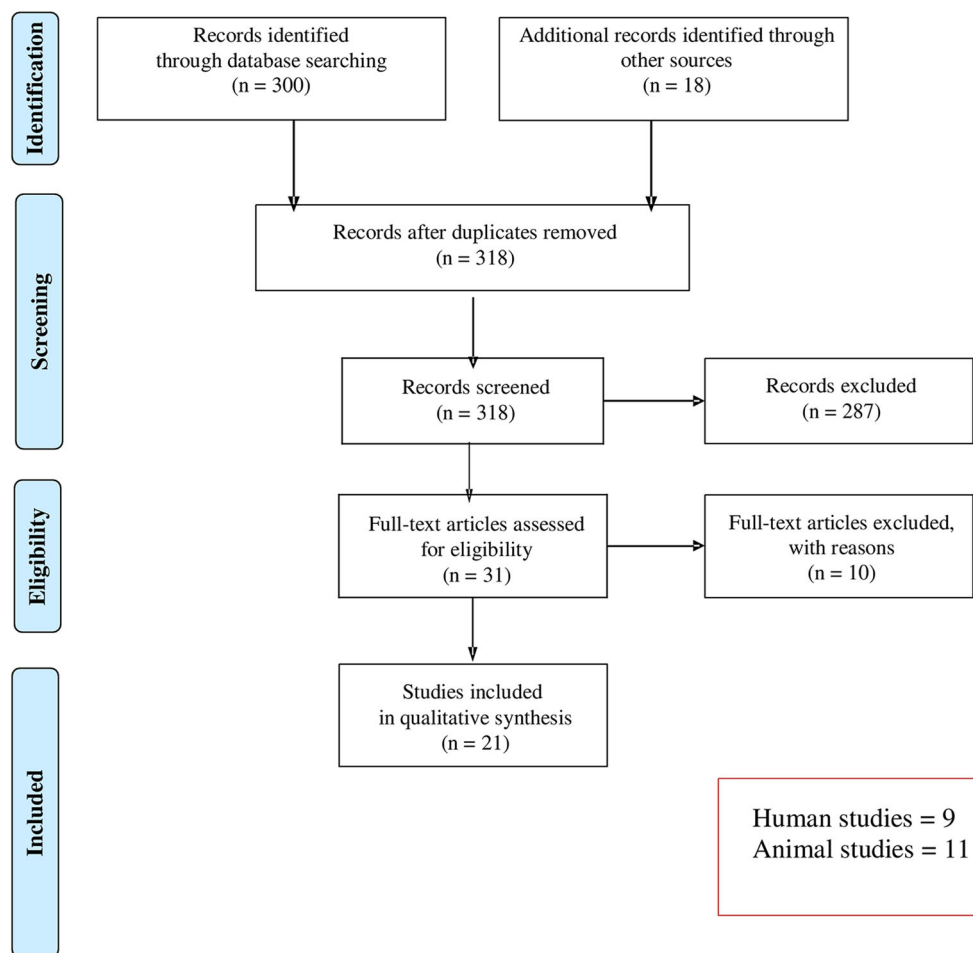 Identification
Records identified
through database searching
(n = 300)
Additional records identified through
other sources
(n = 18)
Screening
Records after duplicates removed
(n = 318)
Records screened
(n = 318)
Records excluded
(n = 287)
Eligibility
Full-text articles assessed
for eligibility
(n = 31)
Full-text articles excluded,
with reasons
(n = 10)
Included
Studies included
in qualitative synthesis
(n = 21)
Human studies = 9
Animal studies = 11